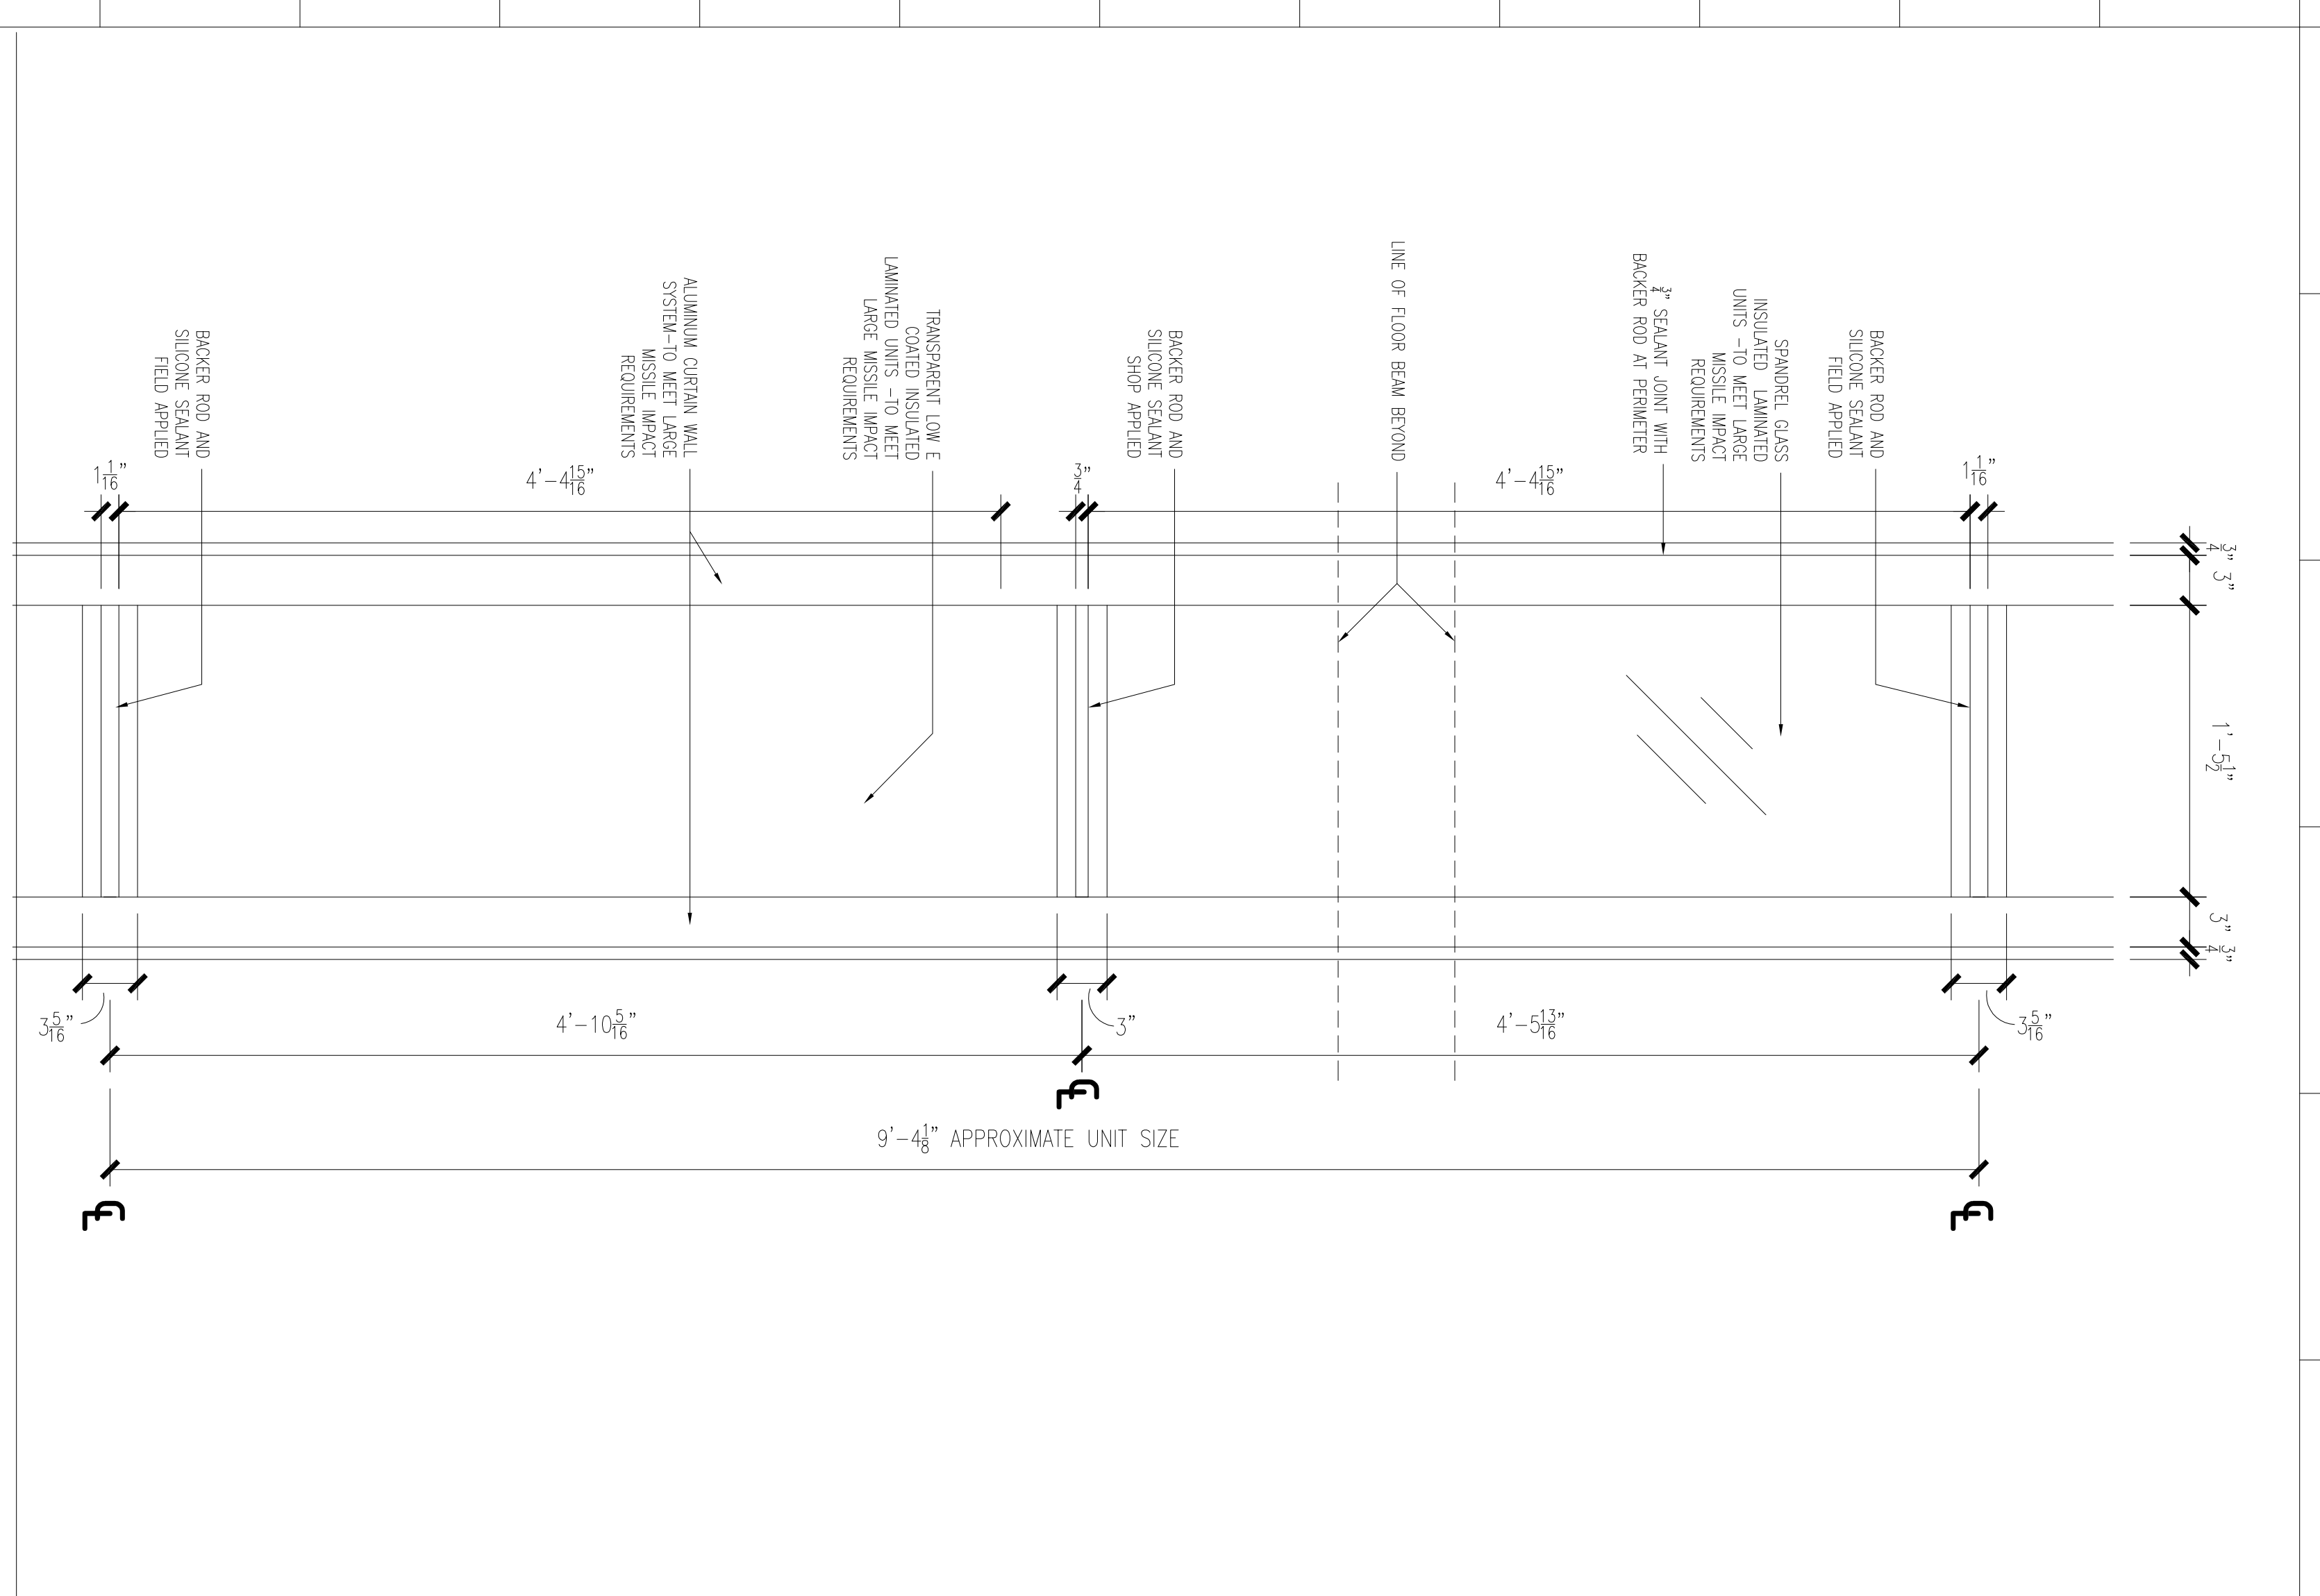 BACKER ROD AND
SILICONE SEALANT
FIELD APPLIED
ALUMINUM CURTAIN WALL
SYSTEM-TO MEET LARGE
MISSILE IMPACT
REQUIREMENTS
TRANSPARENT LOW E
COATED INSULATED
LAMINATED UNITS -TO MEET
LARGE MISSILE IMPACT
REQUIREMENTS
BACKER ROD AND
SILICONE SEALANT
SHOP APPLIED
LINE OF FLOOR BEAM BEYOND
3/4" SEALANT JOINT WITH
BACKER ROD AT PERIMETER
SPANDREL GLASS
INSULATED LAMINATED
UNITS -TO MEET LARGE
MISSILE IMPACT
REQUIREMENTS
BACKER ROD AND
SILICONE SEALANT
FIELD APPLIED
1 1/16"
4'-4 15/16"
3/4"
4'-4 15/16"
1 1/16"
3/4"
3"
1'-5 1/2"
3"
3/4"
3 5/16"
4'-10 5/16"
3"
4'-5 13/16"
3 5/16"
9'-4 1/8" APPROXIMATE UNIT SIZE